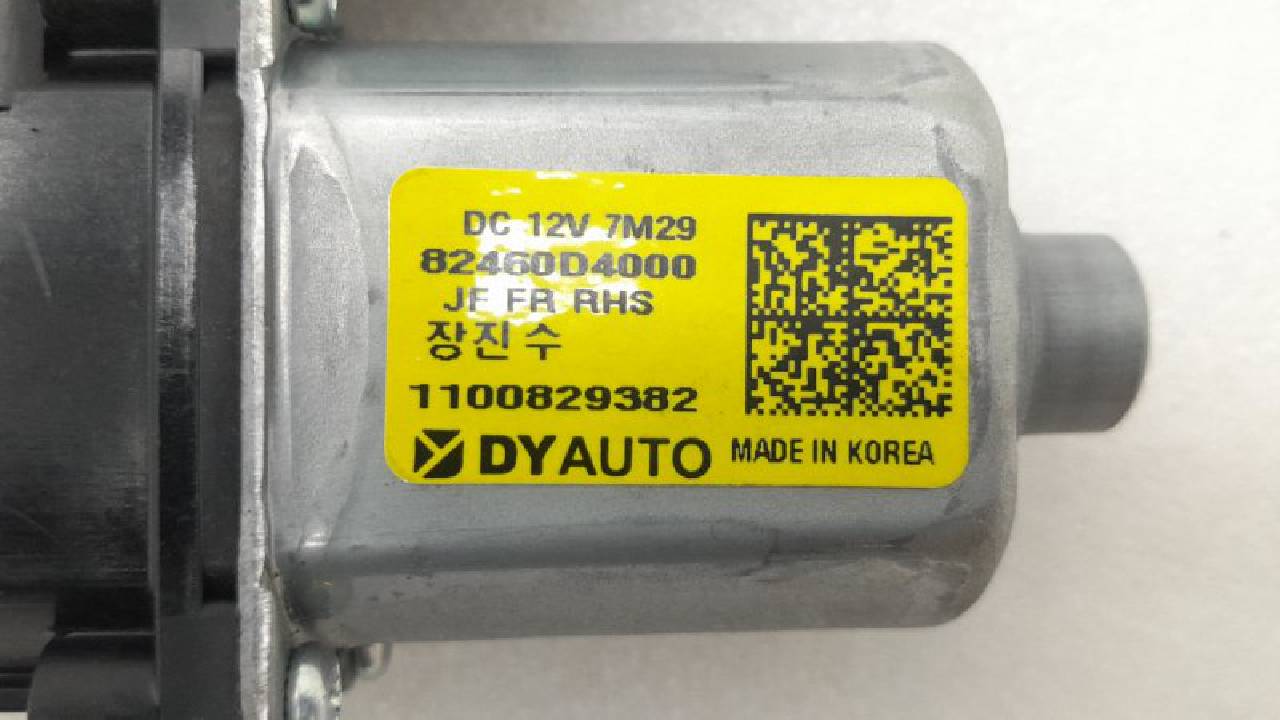 DC 12V 7M29
82460D4000
JF FR RHS
장진수
1100829382
DYAUTO MADE IN KOREA